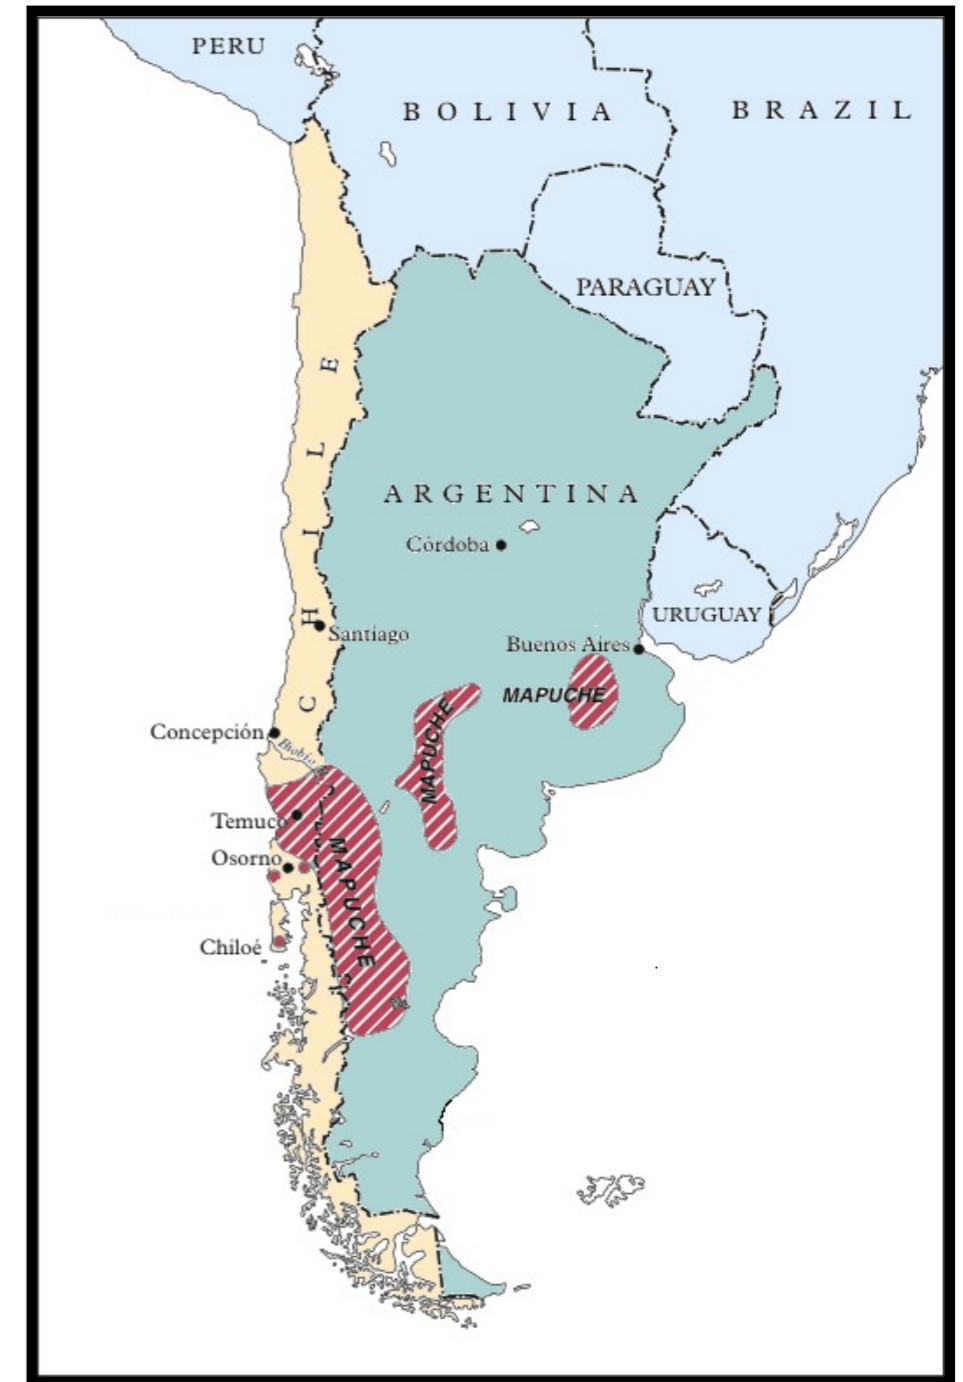 PERU
BOLIVIA
BRAZIL
PARAGUAY
CHILE
ARGENTINA
Córdoba
URUGUAY
Santiago
Buenos Aires
MAPUCHE
MAPUCHE
Concepción
Biobío
Temuco
MAPUCHE
Osorno
Chiloé